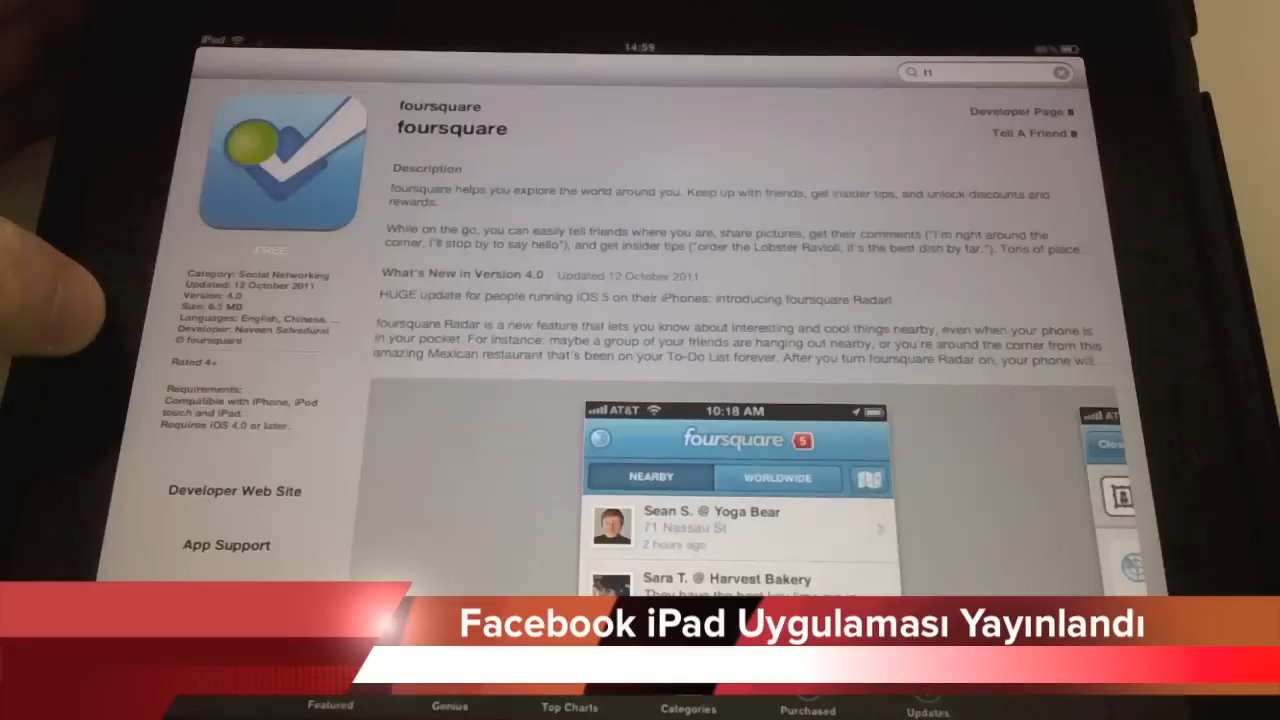 iPad
14:59
foursquare
foursquare
Developer Page
Tell A Friend
Description
foursquare helps you explore the world around you. Keep up with friends, get insider tips, and unlock discounts and
rewards.
While on the go, you can easily tell friends where you are, share pictures, get their comments ("I'm right around the
corner. I'll stop by to say hello"), and get insider tips ("order the Lobster Ravioli; it's the best dish by far."). Tons of place...
What's New in Version 4.0 Updated 12 October 2011
HUGE update for people running iOS 5 on their iPhones: introducing foursquare Radar!
foursquare Radar is a new feature that lets you know about interesting and cool things nearby, even when your phone is
in your pocket. For instance: maybe a group of your friends are hanging out nearby, or you're around the corner from this
amazing Mexican restaurant that's been on your To-Do List forever. After you turn foursquare Radar on, your phone will...
FREE
Category: Social Networking
Updated: 12 October 2011
Version: 4.0
Size: 6.5 MB
Languages: English, Chinese, ...
Developer: Naveen Selvadurai
© foursquare
Rated 4+
Requirements:
Compatible with iPhone, iPod
touch and iPad.
Requires iOS 4.0 or later.
Developer Web Site
App Support
AT&T 10:18 AM
foursquare 5
NEARBY WORLDWIDE
Sean S. @ Yoga Bear
71 Nassau St
2 hours ago
Sara T. @ Harvest Bakery
AT
Clos
Facebook iPad Uygulaması Yayınlandı
Featured Genius Top Charts Categories Purchased Updates